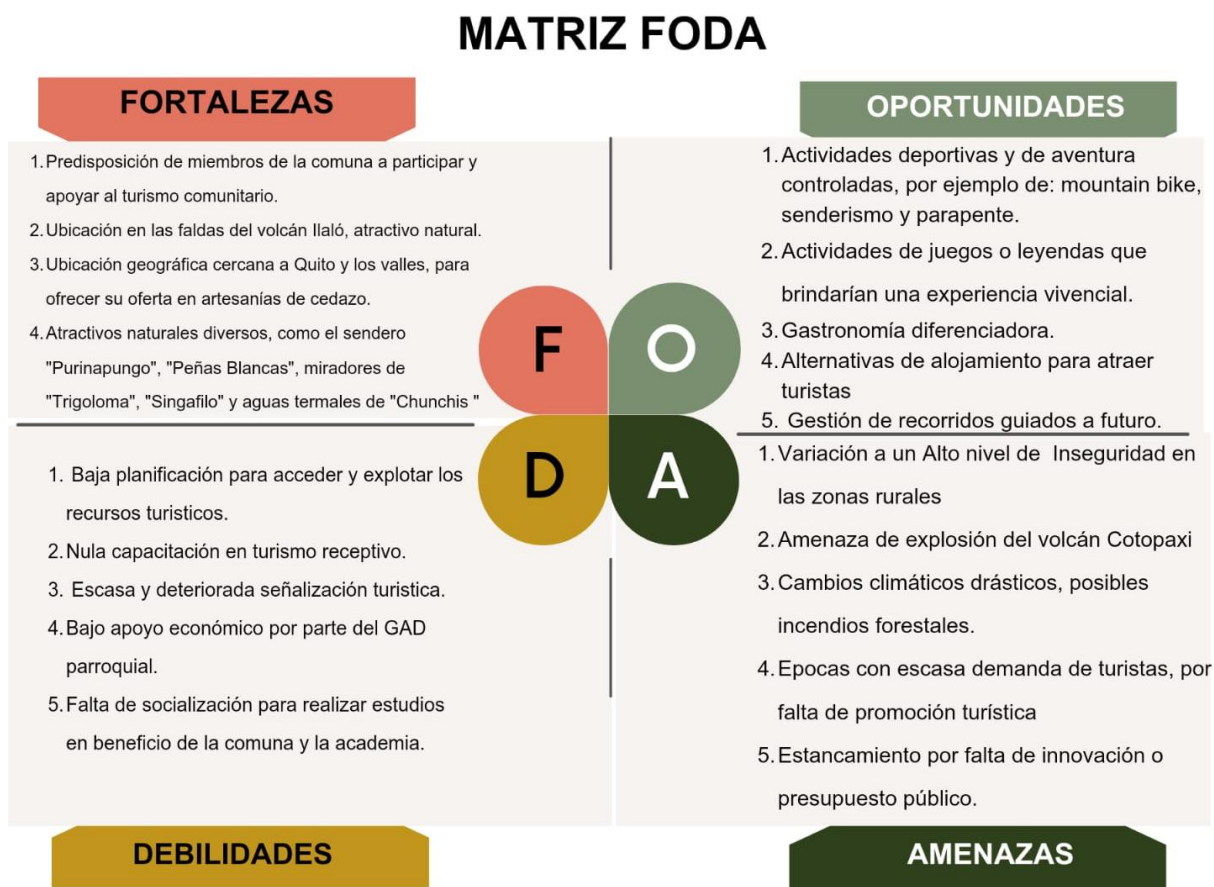 MATRIZ FODA
FORTALEZAS
1.Predisposición de miembros de la comuna a participar y
apoyar al turismo comunitario.
2.Ubicación en las faldas del volcán Ilaló, atractivo natural.
3.Ubicación geográfica cercana a Quito y los valles, para
ofrecer su oferta en artesanías de cedazo.
4.Atractivos naturales diversos, como el sendero
"Purinapungo", "Peñas Blancas", miradores de
"Trigoloma", "Singafilo" y aguas termales de "Chunchis "
OPORTUNIDADES
1.Actividades deportivas y de aventura
controladas, por ejemplo de: mountain bike,
senderismo y parapente.
2.Actividades de juegos o leyendas que
brindarían una experiencia vivencial.
3.Gastronomía diferenciadora.
4.Alternativas de alojamiento para atraer
turistas
5. Gestión de recorridos guiados a futuro.
F
O
D
A
1. Baja planificación para acceder y explotar los
recursos turisticos.
2.Nula capacitación en turismo receptivo.
3. Escasa y deteriorada señalización turistica.
4.Bajo apoyo económico por parte del GAD
parroquial.
5.Falta de socialización para realizar estudios
en beneficio de la comuna y la academia.
DEBILIDADES
1.Variación a un Alto nivel de Inseguridad en
las zonas rurales
2.Amenaza de explosión del volcán Cotopaxi
3.Cambios climáticos drásticos, posibles
incendios forestales.
4.Epocas con escasa demanda de turistas, por
falta de promoción turística
5.Estancamiento por falta de innovación o
presupuesto público.
AMENAZAS